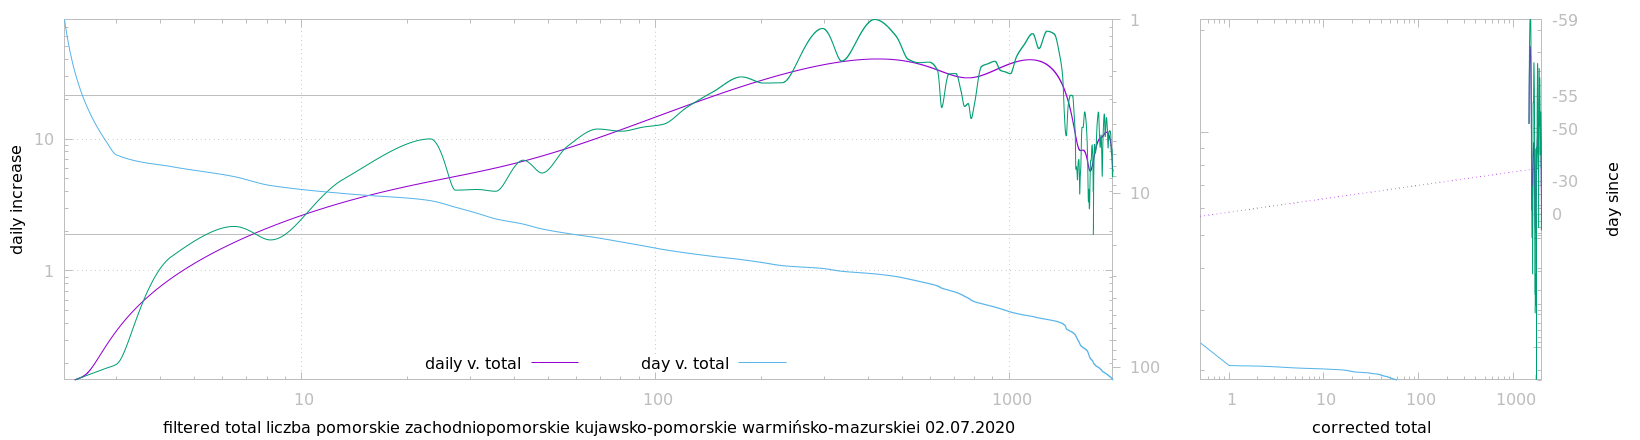 1
-59
-55
10
-50
daily increase
10
-30
day since
0
1
daily v. total
day v. total
100
10
100
1000
1
10
100
1000
filtered total liczba pomorskie zachodniopomorskie kujawsko-pomorskie warmińsko-mazurskiei 02.07.2020
corrected total